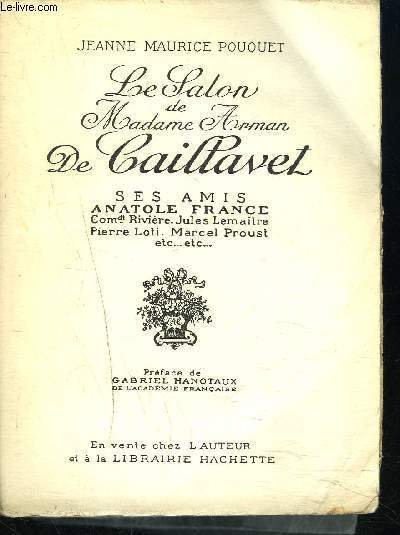 www.le-livre.com
JEANNE MAURICE POUQUET
Le Salon
de
Madame Arman
De Caillavet
SES AMIS
ANATOLE FRANCE
Comdt Rivière. Jules Lemaître
Pierre Loti. Marcel Proust
etc... etc...
Préface de
GABRIEL HANOTAUX
DE L'ACADÉMIE FRANÇAISE
En vente chez L'AUTEUR
et à la LIBRAIRIE HACHETTE